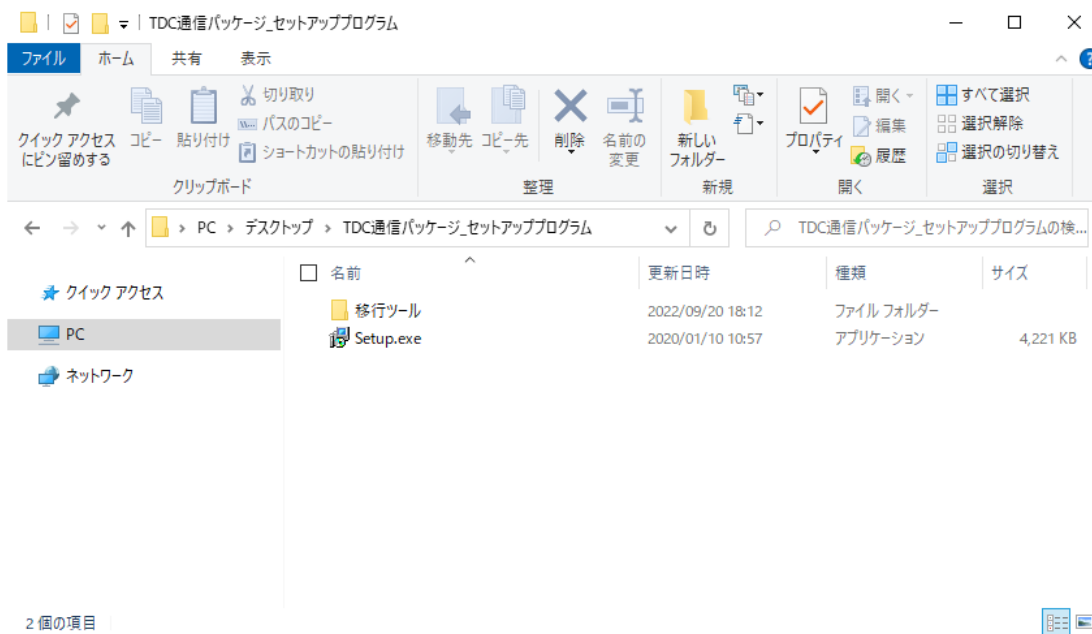 TDC通信パッケージ_セットアッププログラム
ファイル ホーム 共有 表示
クイック アクセス
にピン留めする
コピー
貼り付け
切り取り
パスのコピー
ショートカットの貼り付け
クリップボード
移動先
コピー先
削除
名前の
変更
整理
新しい
フォルダー
新規
プロパティ
開く
編集
履歴
開く
すべて選択
選択解除
選択の切り替え
選択
PC › デスクトップ › TDC通信パッケージ_セットアッププログラム
TDC通信パッケージ_セットアッププログラムの検...
クイック アクセス
PC
ネットワーク
名前 更新日時 種類 サイズ
移行ツール 2022/09/20 18:12 ファイル フォルダー
Setup.exe 2020/01/10 10:57 アプリケーション 4,221 KB
2 個の項目